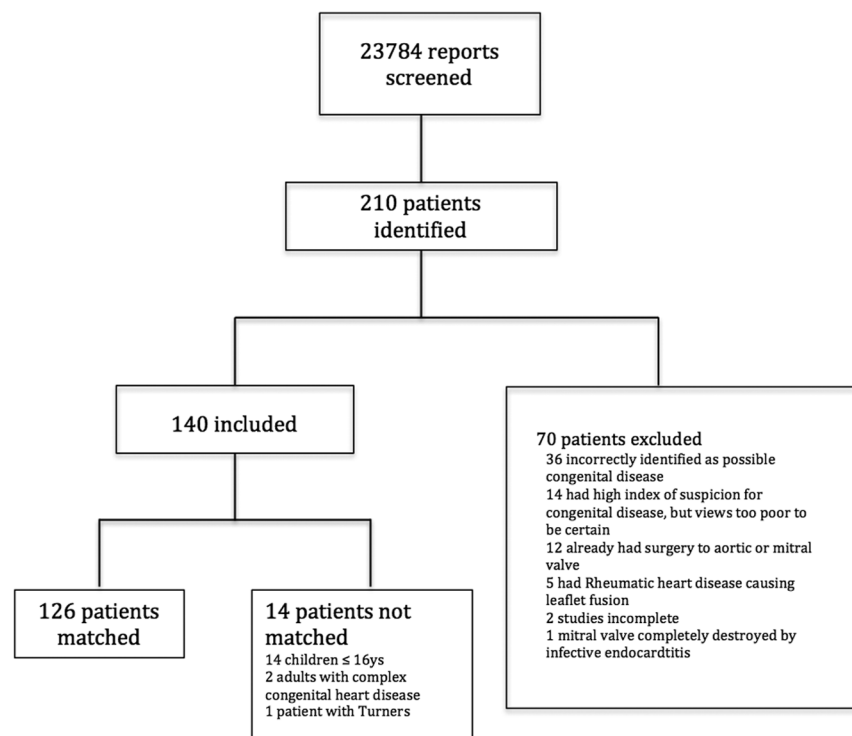 23784 reports
screened
210 patients
identified
140 included
70 patients excluded
36 incorrectly identified as possible
congenital disease
14 had high index of suspicion for
congenital disease, but views too poor to
be certain
12 already had surgery to aortic or mitral
valve
5 had Rheumatic heart disease causing
leaflet fusion
2 studies incomplete
1 mitral valve completely destroyed by
infective endocardtitis
126 patients
matched
14 patients not
matched
14 children ≤ 16ys
2 adults with complex
congenital heart disease
1 patient with Turners